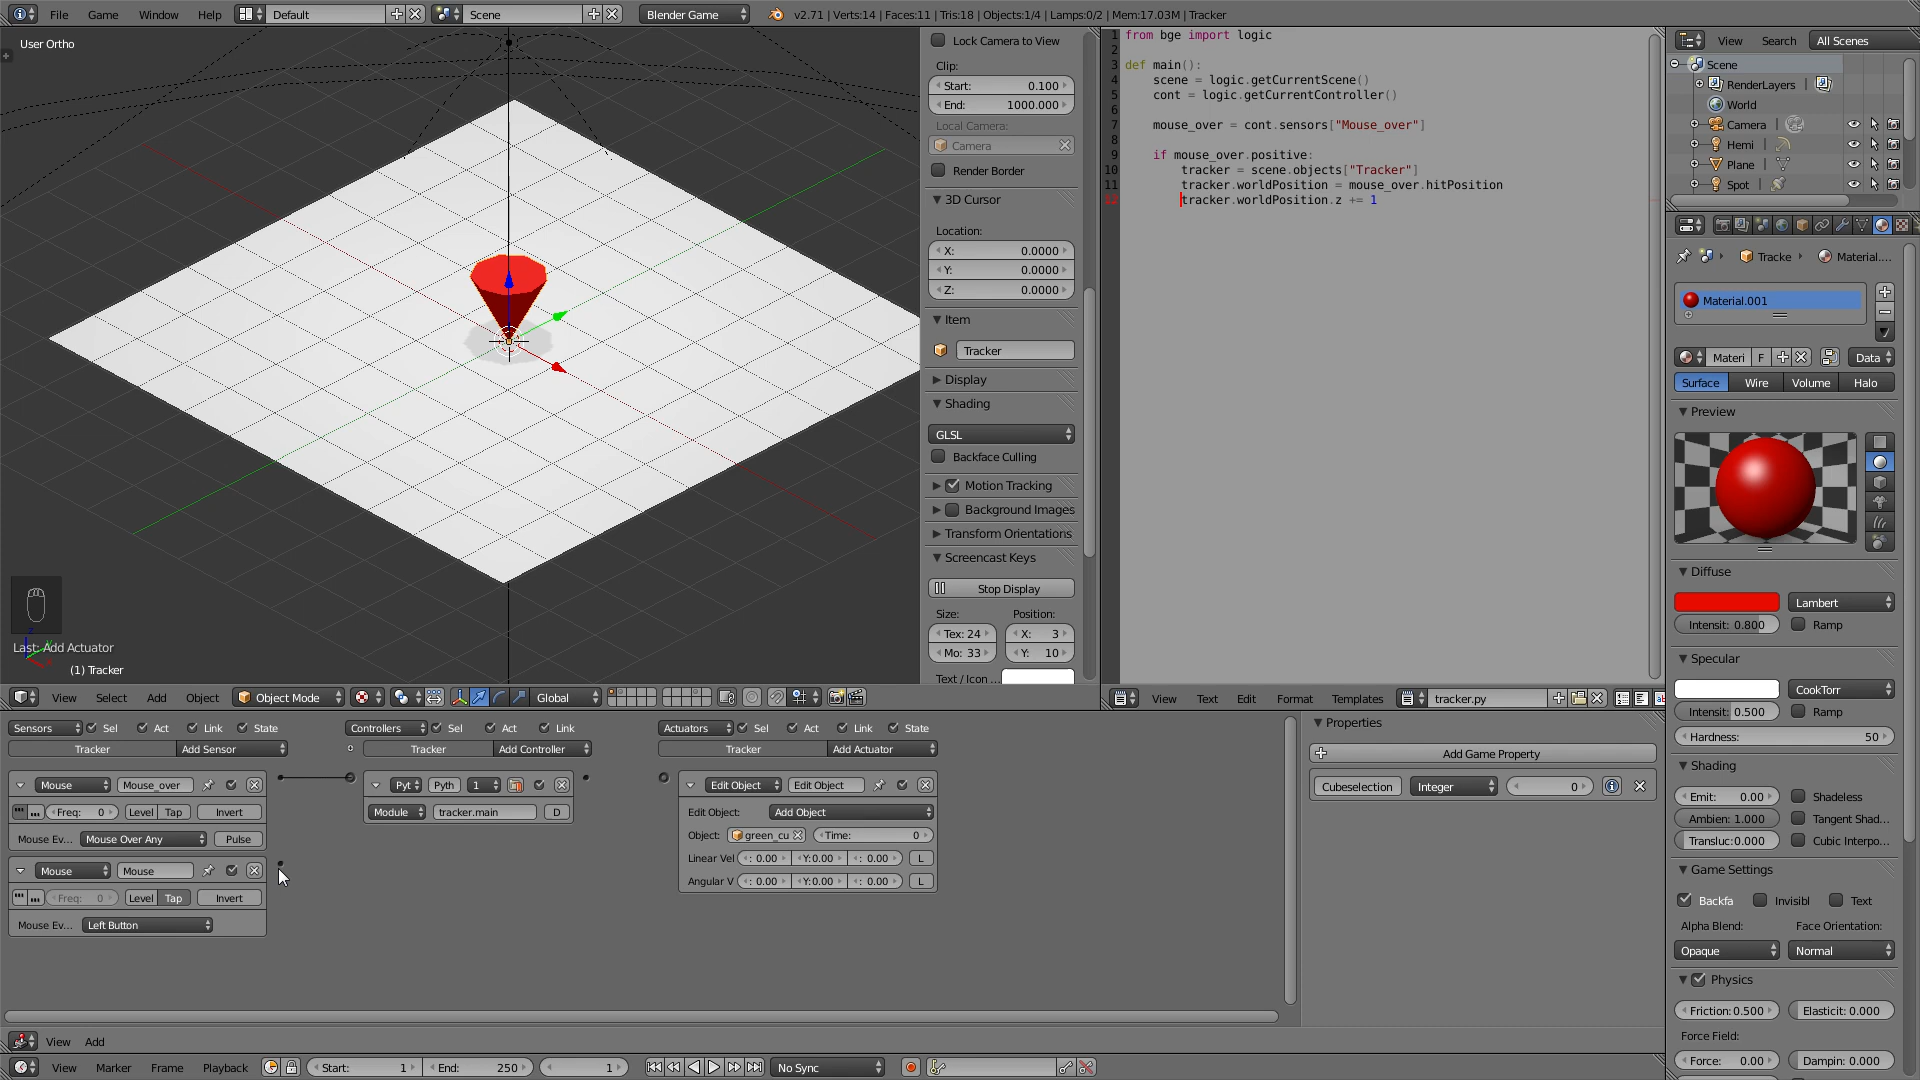 File Game Window Help Default Scene Blender Game v2.71 | Verts:14 | Faces:11 | Tris:18 | Objects:1/4 | Lamps:0/2 | Mem:17.03M | Tracker
User Ortho
Last: Add Actuator
(1) Tracker
Lock Camera to View
Clip:
Start: 0.100
End: 1000.000
Local Camera:
Camera
Render Border
3D Cursor
Location:
X: 0.0000
Y: 0.0000
Z: 0.0000
Item
Tracker
Display
Shading
GLSL
Backface Culling
Motion Tracking
Background Images
Transform Orientations
Screencast Keys
Stop Display
Size: Position:
Tex: 24 X: 3
Mo: 33 Y: 10
Text / Icon ...
1 from bge import logic
2
3 def main():
4 scene = logic.getCurrentScene()
5 cont = logic.getCurrentController()
6
7 mouse_over = cont.sensors["Mouse_over"]
8
9 if mouse_over.positive:
10 tracker = scene.objects["Tracker"]
11 tracker.worldPosition = mouse_over.hitPosition
12 tracker.worldPosition.z += 1
View Search All Scenes
Scene
RenderLayers
World
Camera
Hemi
Plane
Spot
Tracke Material....
Material.001
Materi F Data
Surface Wire Volume Halo
Preview
Diffuse
Lambert
Intensit: 0.800 Ramp
Specular
CookTorr
Intensit: 0.500 Ramp
Hardness: 50
Shading
Emit: 0.00 Shadeless
Ambien: 1.000 Tangent Shad...
Transluc:0.000 Cubic Interpo...
Game Settings
Backfa Invisibl Text
Alpha Blend: Face Orientation:
Opaque Normal
Physics
Friction:0.500 Elasticit: 0.000
Force Field:
Force: 0.00 Dampin: 0.000
View Select Add Object Object Mode Global
View Text Edit Format Templates tracker.py
Sensors Sel Act Link State Controllers Sel Act Link Actuators Sel Act Link State
Tracker Add Sensor Tracker Add Controller Tracker Add Actuator
Mouse Mouse_over Pyt Pyth 1 Edit Object Edit Object
Freq: 0 Level Tap Invert Module tracker.main D Edit Object: Add Object
Mouse Ev... Mouse Over Any Pulse Object: green_cu Time: 0
Linear Vel : 0.00 Y:0.00 : 0.00 L
Mouse Mouse
Angular V : 0.00 Y:0.00 : 0.00 L
Freq: 0 Level Tap Invert
Mouse Ev... Left Button
Properties
Add Game Property
Cubeselection Integer 0
View Add
View Marker Frame Playback Start: 1 End: 250 1 No Sync